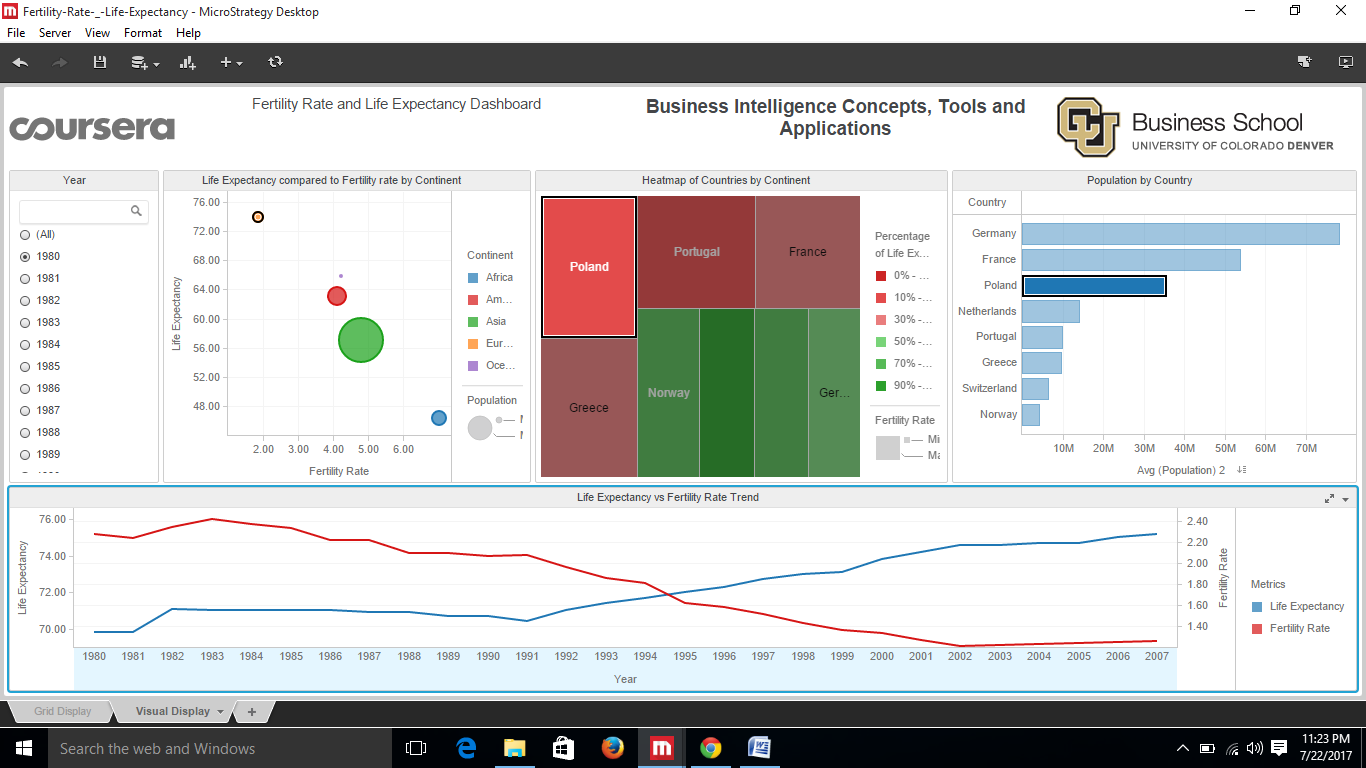 Fertility-Rate-_-Life-Expectancy - MicroStrategy Desktop
File Server View Format Help
coursera
Fertility Rate and Life Expectancy Dashboard
Business Intelligence Concepts, Tools and
Applications
CU
Business School
UNIVERSITY OF COLORADO DENVER
Year
(All)
1980
1981
1982
1983
1984
1985
1986
1987
1988
1989
Life Expectancy compared to Fertility rate by Continent
Life Expectancy
76.00
72.00
68.00
64.00
60.00
56.00
52.00
48.00
2.00 3.00 4.00 5.00 6.00
Fertility Rate
Continent
Africa
Am...
Asia
Eur...
Oce...
Population
Heatmap of Countries by Continent
Poland
Portugal
France
Greece
Norway
Ger...
Percentage
of Life Ex...
0% - ...
10% -...
30% -...
50% -...
70% -...
90% -...
Fertility Rate
Mi
Ma
Population by Country
Country
Germany
France
Poland
Netherlands
Portugal
Greece
Switzerland
Norway
10M 20M 30M 40M 50M 60M 70M
Avg (Population) 2
Life Expectancy vs Fertility Rate Trend
Life Expectancy
76.00
74.00
72.00
70.00
2.40
2.20
2.00
1.80
1.60
1.40
Fertility Rate
1980 1981 1982 1983 1984 1985 1986 1987 1988 1989 1990 1991 1992 1993 1994 1995 1996 1997 1998 1999 2000 2001 2002 2003 2004 2005 2006 2007
Year
Metrics
Life Expectancy
Fertility Rate
Grid Display
Visual Display
Search the web and Windows
11:23 PM
7/22/2017